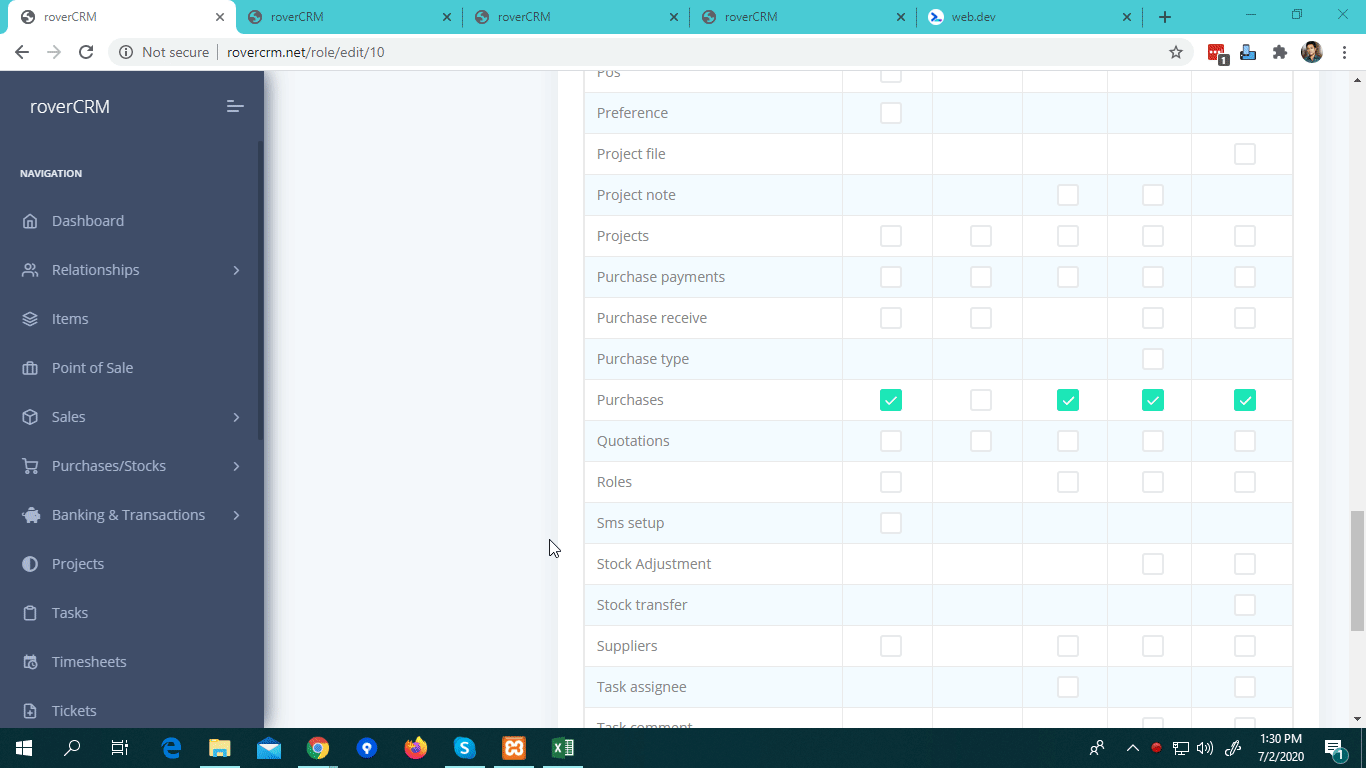 roverCRM
roverCRM
roverCRM
roverCRM
web.dev
Not secure rovercrm.net/role/edit/10
1
roverCRM
NAVIGATION
Dashboard
Relationships
Items
Point of Sale
Sales
Purchases/Stocks
Banking & Transactions
Projects
Tasks
Timesheets
Tickets
Pos
Preference
Project file
Project note
Projects
Purchase payments
Purchase receive
Purchase type
Purchases
Quotations
Roles
Sms setup
Stock Adjustment
Stock transfer
Suppliers
Task assignee
Task comment
1:30 PM
7/2/2020
1